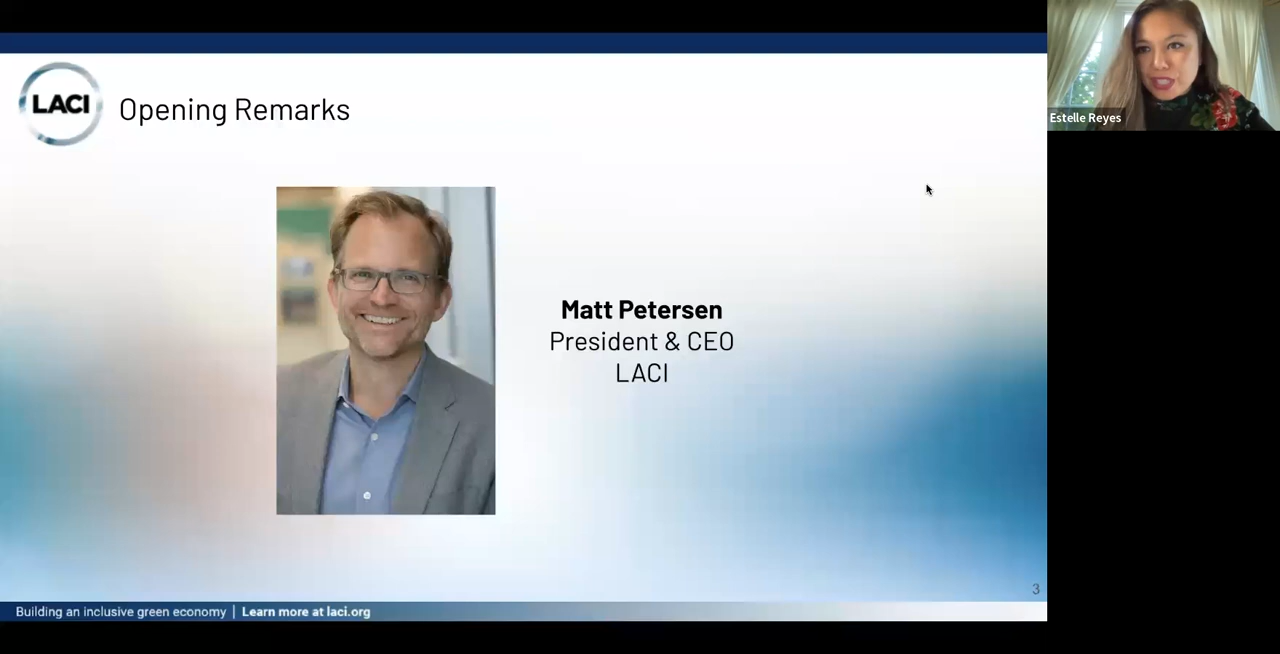 LACI
Opening Remarks
Estelle Reyes
Matt Petersen
President & CEO
LACI
3
Building an inclusive green economy | Learn more at laci.org